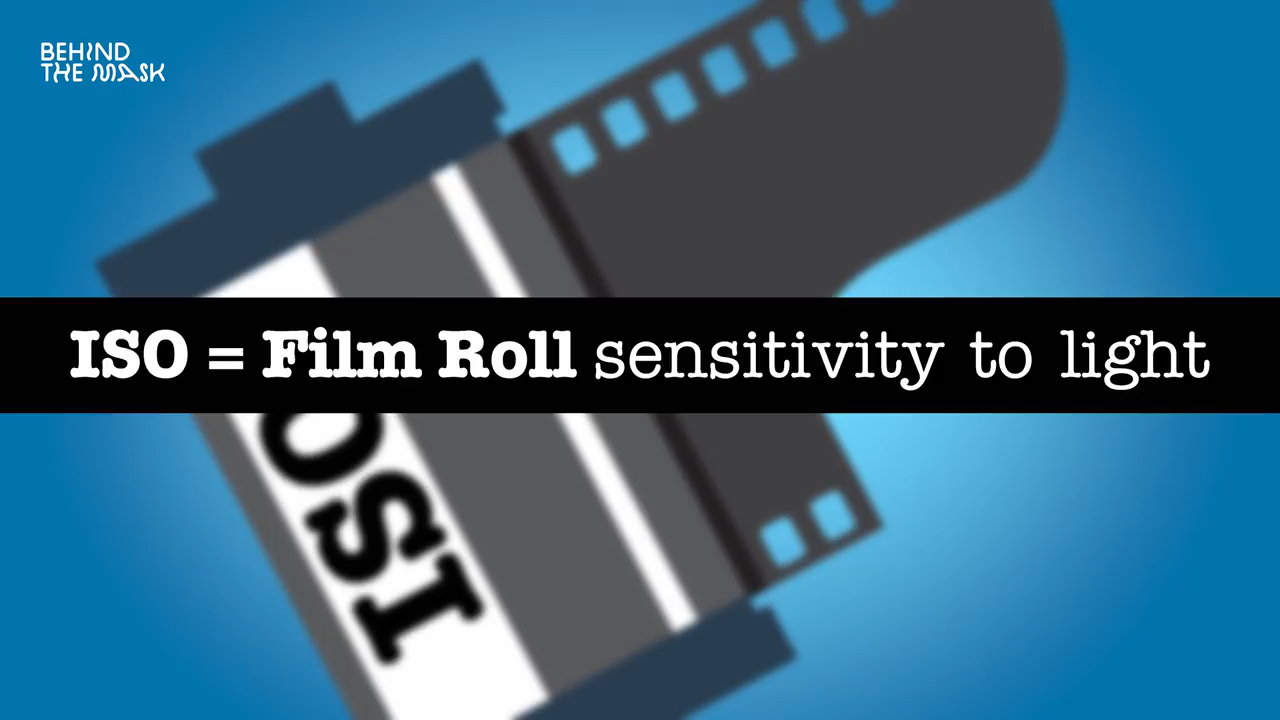 BEHIND
THE MASK
ISO = Film Roll sensitivity to light
ISO